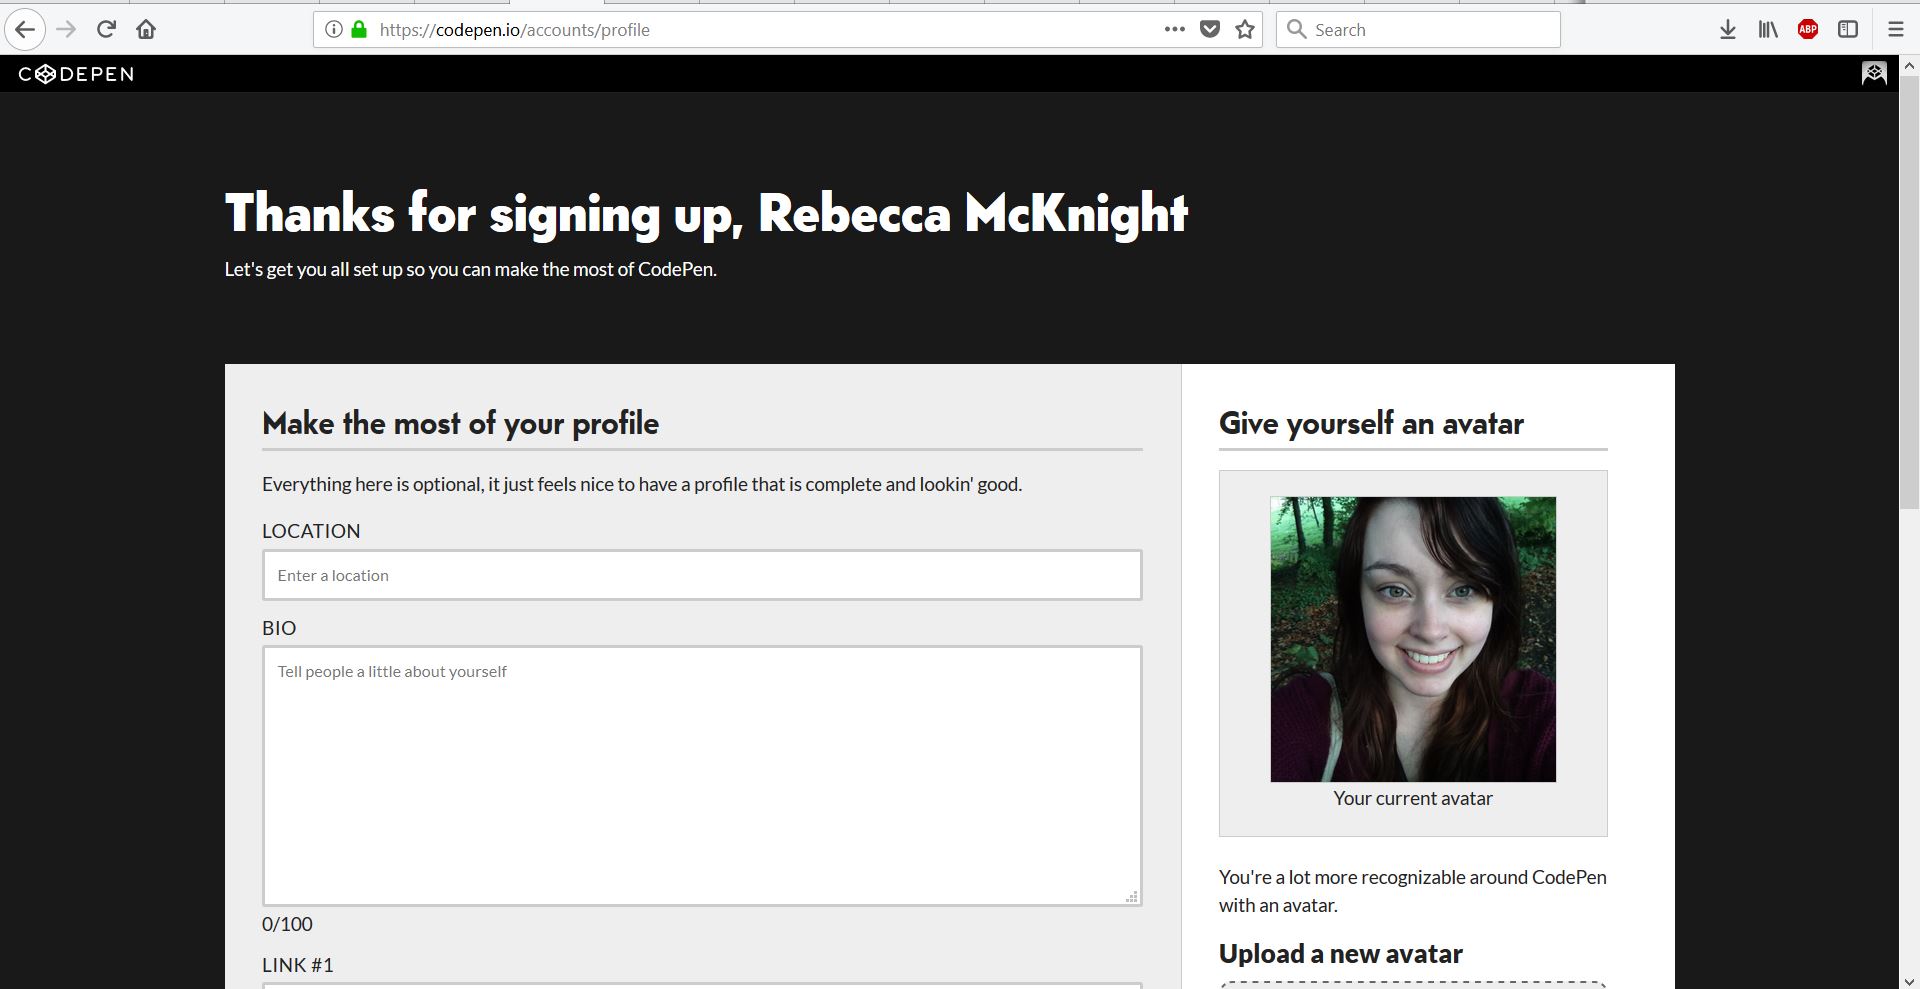 https://codepen.io/accounts/profile
Search
ABP
CODEPEN
Thanks for signing up, Rebecca McKnight
Let's get you all set up so you can make the most of CodePen.
Make the most of your profile
Everything here is optional, it just feels nice to have a profile that is complete and lookin' good.
LOCATION
Enter a location
BIO
Tell people a little about yourself
0/100
LINK #1
Give yourself an avatar
Your current avatar
You're a lot more recognizable around CodePen
with an avatar.
Upload a new avatar